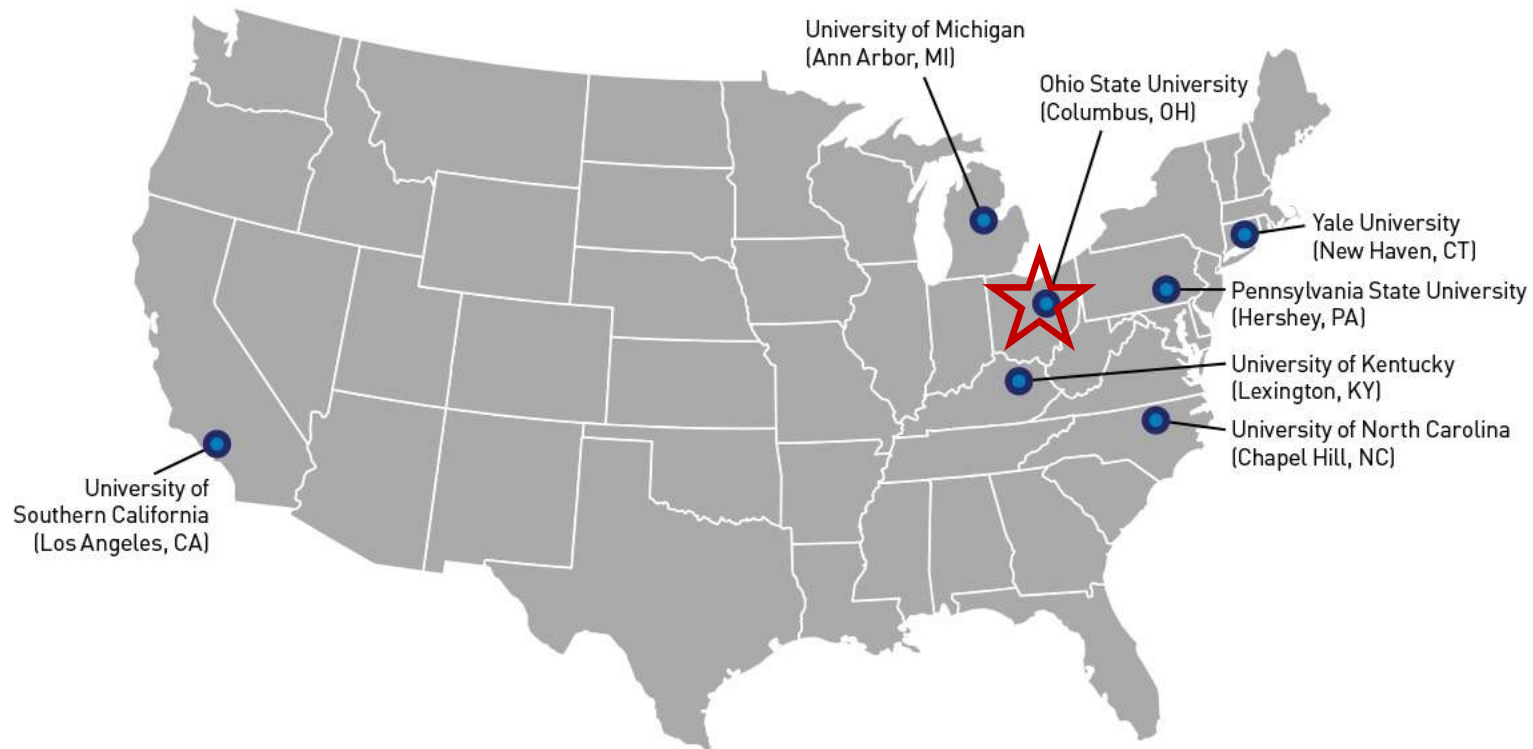 University of Michigan
(Ann Arbor, MI)
Ohio State University
(Columbus, OH)
Yale University
(New Haven, CT)
Pennsylvania State University
(Hershey, PA)
University of Kentucky
(Lexington, KY)
University of North Carolina
(Chapel Hill, NC)
University of
Southern California
(Los Angeles, CA)